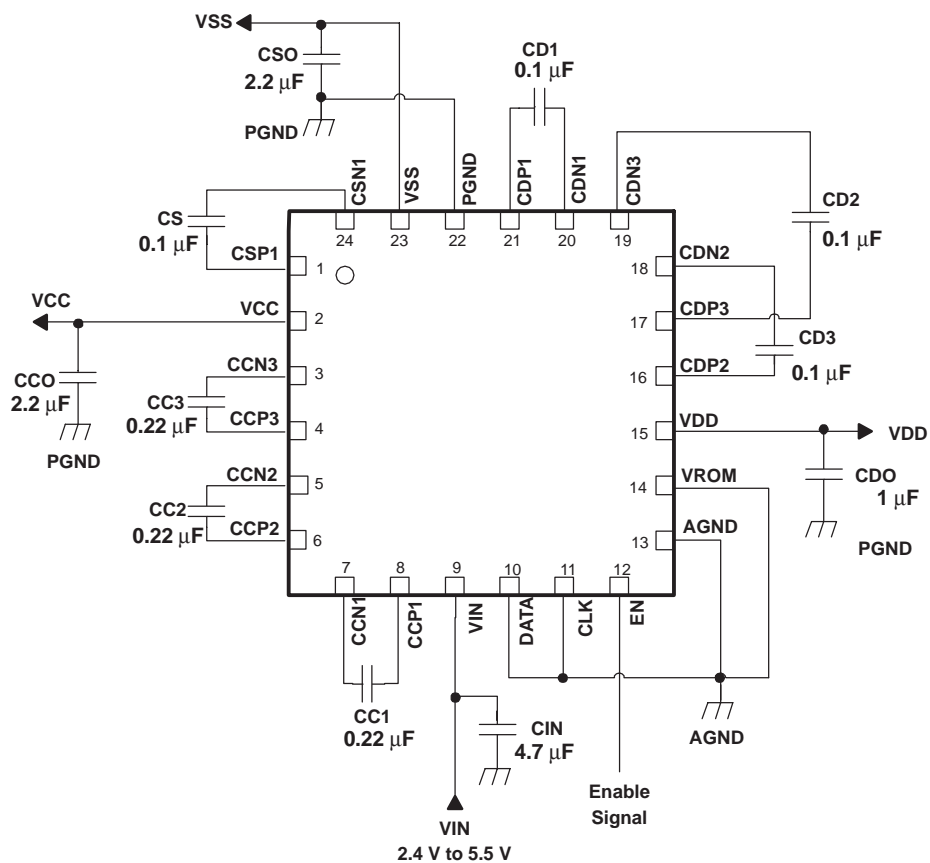 VSS
CSO
2.2 μF
PGND
CD1
0.1 μF
CSN1
VSS
PGND
CDP1
CDN1
CDN3
CS
0.1 μF
CD2
0.1 μF
24
23
22
21
20
19
CSP1
1
18
CDN2
VCC
VCC
2
17
CDP3
CCO
2.2 μF
PGND
CCN3
3
16
CDP2
CD3
0.1 μF
CC3
0.22 μF
CCP3
4
15
VDD
VDD
CCN2
5
14
VROM
CDO
1 μF
PGND
CC2
0.22 μF
CCP2
6
13
AGND
7
8
9
10
11
12
CCN1
CCP1
VIN
DATA
CLK
EN
CC1
0.22 μF
CIN
4.7 μF
AGND
Enable
Signal
VIN
2.4 V to 5.5 V